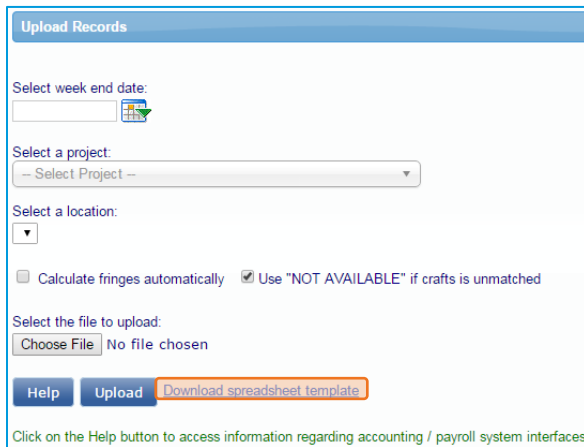 Upload Records
Select week end date:
Select a project:
-- Select Project --
Select a location:
Calculate fringes automatically Use "NOT AVAILABLE" if crafts is unmatched
Select the file to upload:
Choose File No file chosen
Help Upload Download spreadsheet template
Click on the Help button to access information regarding accounting / payroll system interfaces